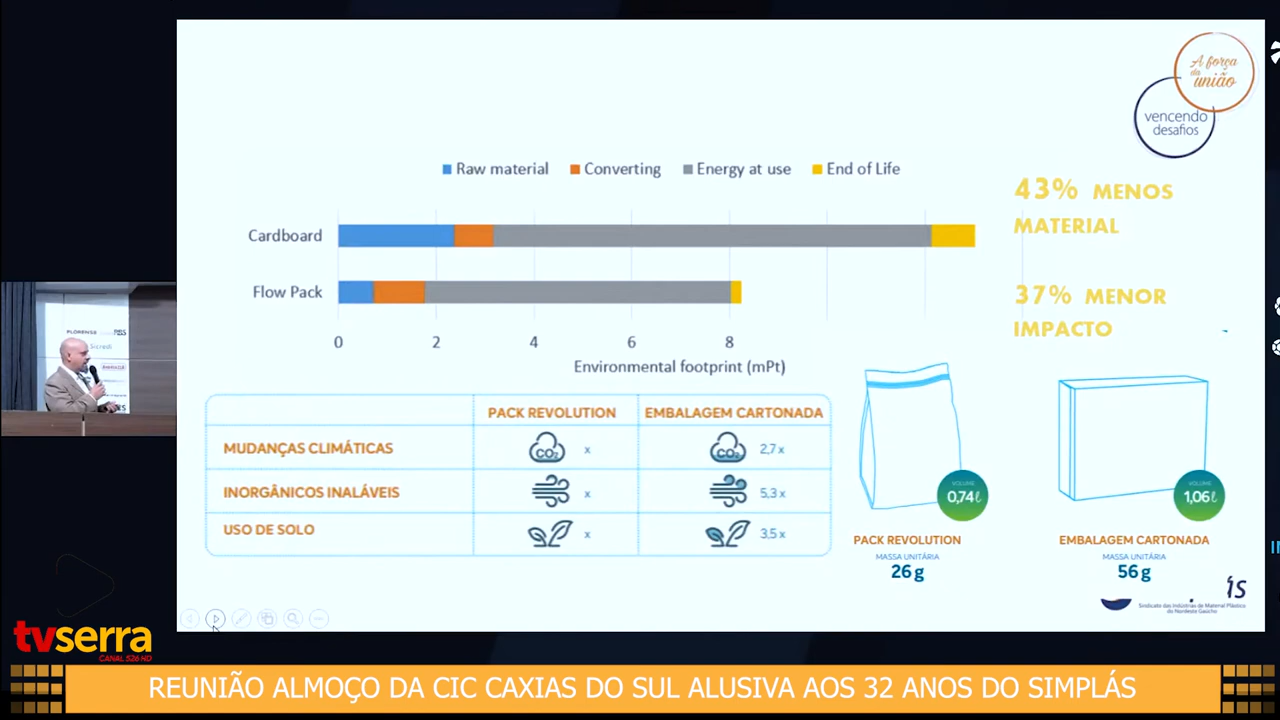 A força
da
união
vencendo
desafios
Raw material Converting Energy at use End of Life
43% MENOS
MATERIAL
Cardboard
Flow Pack
37% MENOR
IMPACTO
0 2 4 6 8
Environmental footprint (mPt)
PACK REVOLUTION EMBALAGEM CARTONADA
MUDANÇAS CLIMÁTICAS CO2 x CO2 2,7 x
INORGÂNICOS INALÁVEIS x 5,3 x
USO DE SOLO x 3,5 x
VOLUME
0,74ℓ
VOLUME
1,06ℓ
PACK REVOLUTION
MASSA UNITÁRIA
26 g
EMBALAGEM CARTONADA
MASSA UNITÁRIA
56 g
Sindicato das Indústrias de Material Plástico
do Nordeste Gaúcho
FLORENSE
Sicredi
tvserra
CANAL 526 HD
REUNIÃO ALMOÇO DA CIC CAXIAS DO SUL ALUSIVA AOS 32 ANOS DO SIMPLÁS